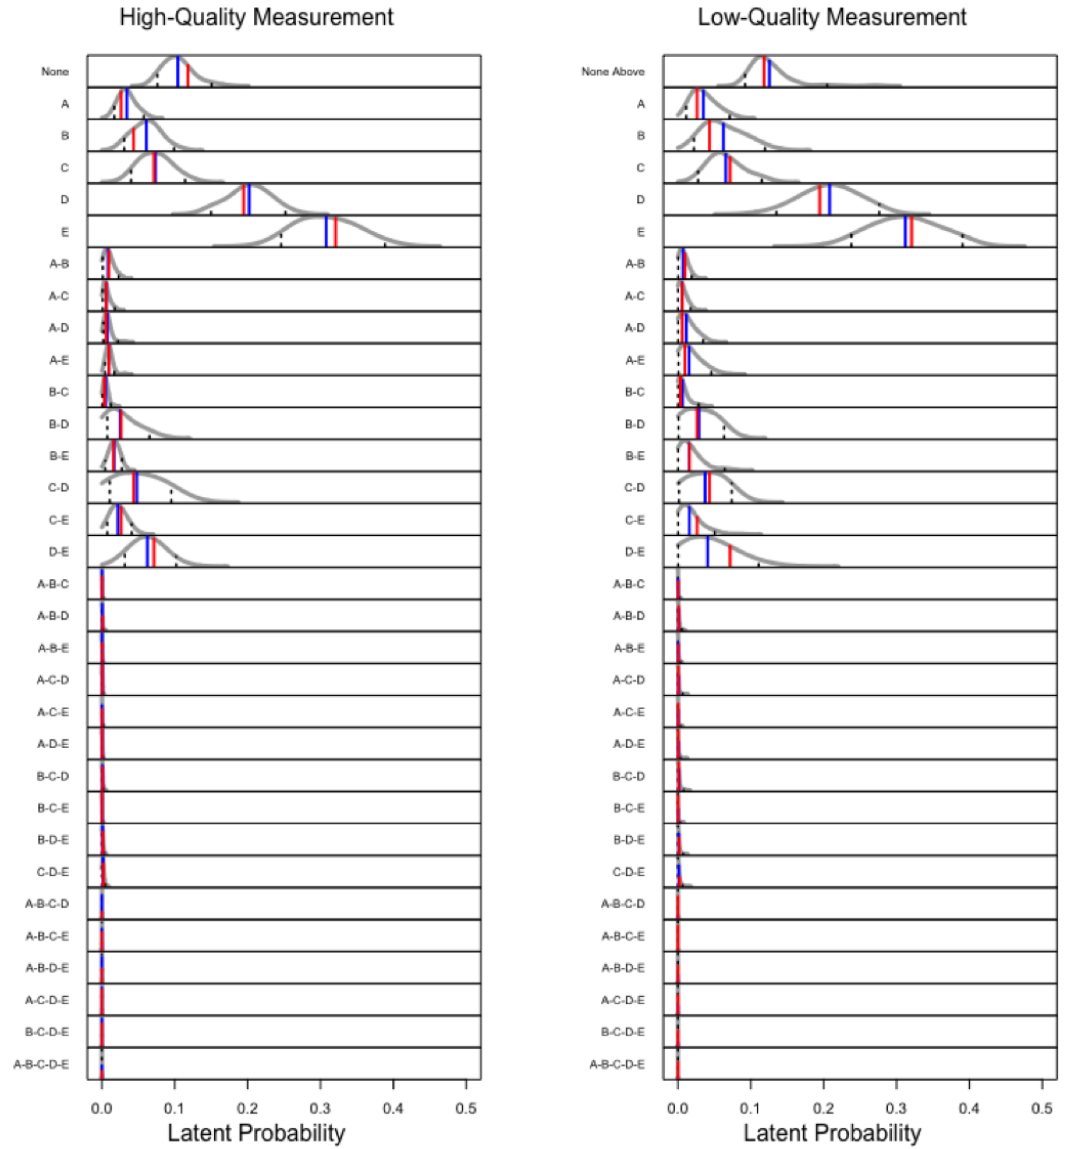 High-Quality Measurement
None
A
B
C
D
E
A-B
A-C
A-D
A-E
B-C
B-D
B-E
C-D
C-E
D-E
A-B-C
A-B-D
A-B-E
A-C-D
A-C-E
A-D-E
B-C-D
B-C-E
B-D-E
C-D-E
A-B-C-D
A-B-C-E
A-B-D-E
A-C-D-E
B-C-D-E
A-B-C-D-E
0.0 0.1 0.2 0.3 0.4 0.5
Latent Probability
Low-Quality Measurement
None Above
A
B
C
D
E
A-B
A-C
A-D
A-E
B-C
B-D
B-E
C-D
C-E
D-E
A-B-C
A-B-D
A-B-E
A-C-D
A-C-E
A-D-E
B-C-D
B-C-E
B-D-E
C-D-E
A-B-C-D
A-B-C-E
A-B-D-E
A-C-D-E
B-C-D-E
A-B-C-D-E
0.0 0.1 0.2 0.3 0.4 0.5
Latent Probability